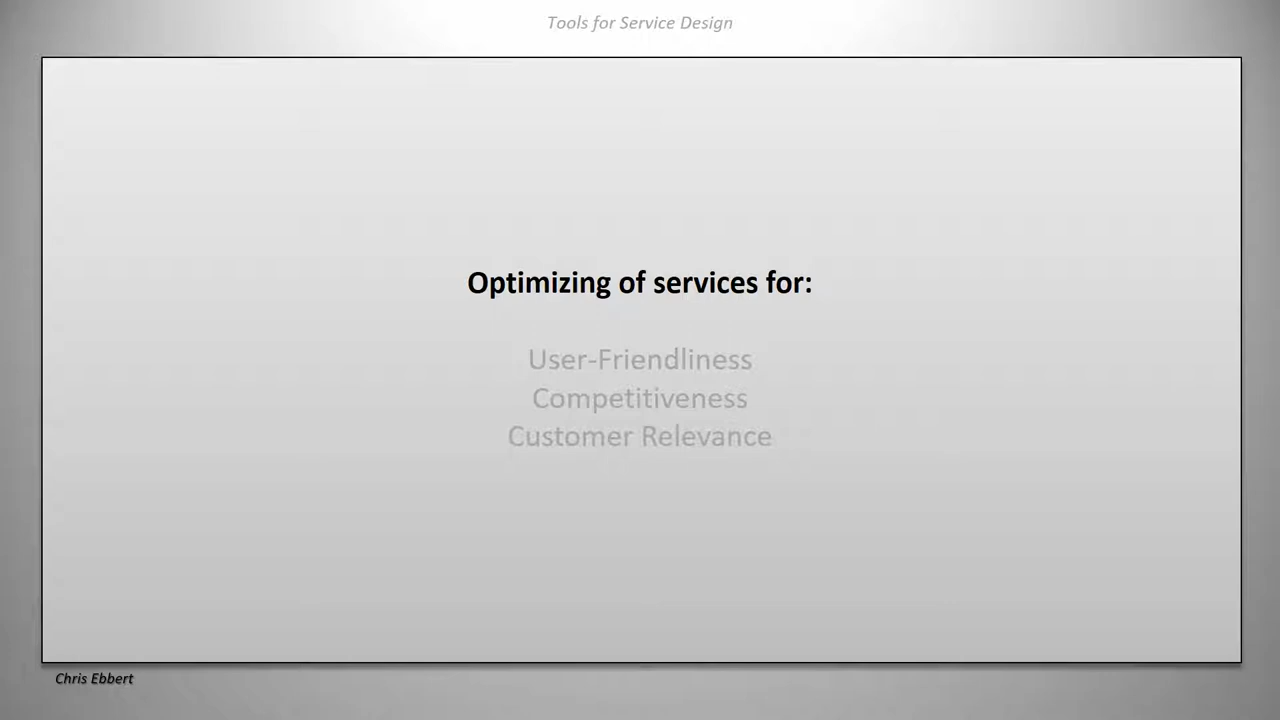 Tools for Service Design
Optimizing of services for:
User-Friendliness
Competitiveness
Customer Relevance
Chris Ebbert